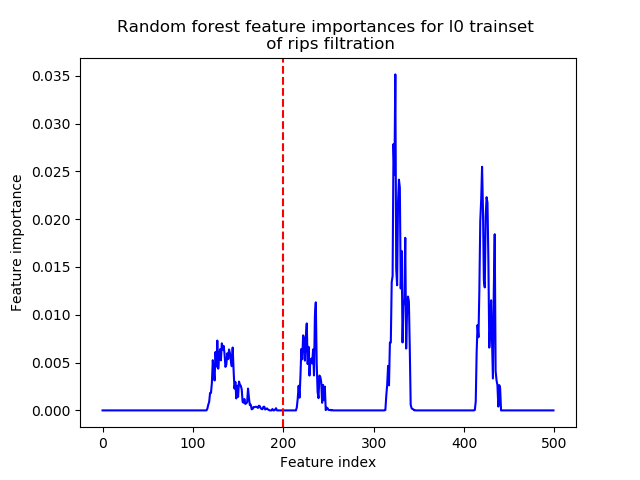 Random forest feature importances for l0 trainset
of rips filtration
Feature importance
0.035
0.030
0.025
0.020
0.015
0.010
0.005
0.000
0 100 200 300 400 500
Feature index